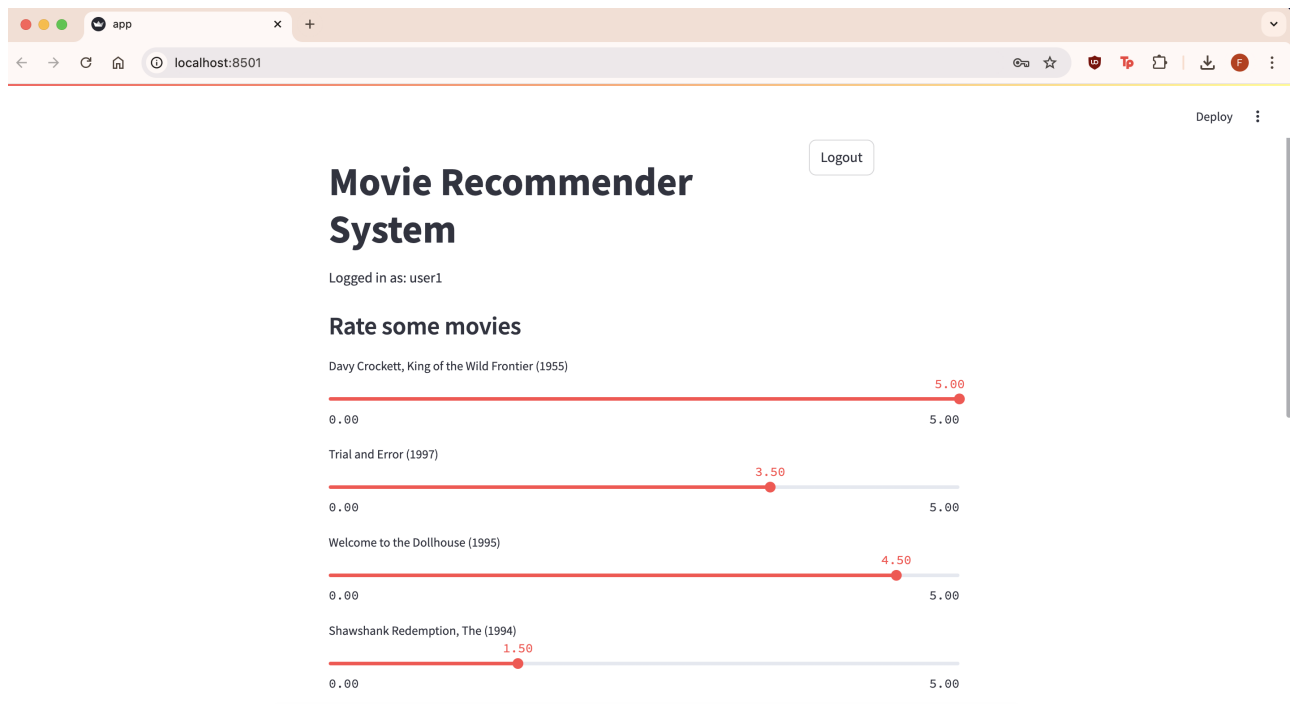 app
localhost:8501
Tp
F
Deploy
Logout
Movie Recommender
System
Logged in as: user1
Rate some movies
Davy Crockett, King of the Wild Frontier (1955)
5.00
0.00 5.00
Trial and Error (1997)
3.50
0.00 5.00
Welcome to the Dollhouse (1995)
4.50
0.00 5.00
Shawshank Redemption, The (1994)
1.50
0.00 5.00